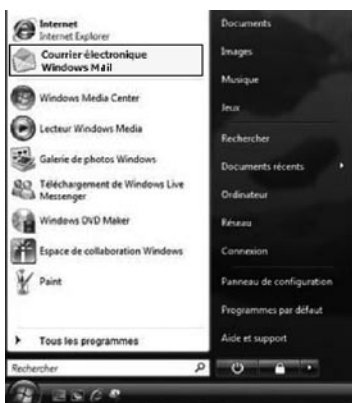 Internet
Internet Explorer
Courrier électronique
Windows Mail
Windows Media Center
Lecteur Windows Media
Galerie de photos Windows
Téléchargement de Windows Live
Messenger
Windows DVD Maker
Espace de collaboration Windows
Paint
Tous les programmes
Rechercher
Documents
Images
Musique
Jeux
Rechercher
Documents récents
Ordinateur
Réseau
Connexion
Panneau de configuration
Programmes par défaut
Aide et support